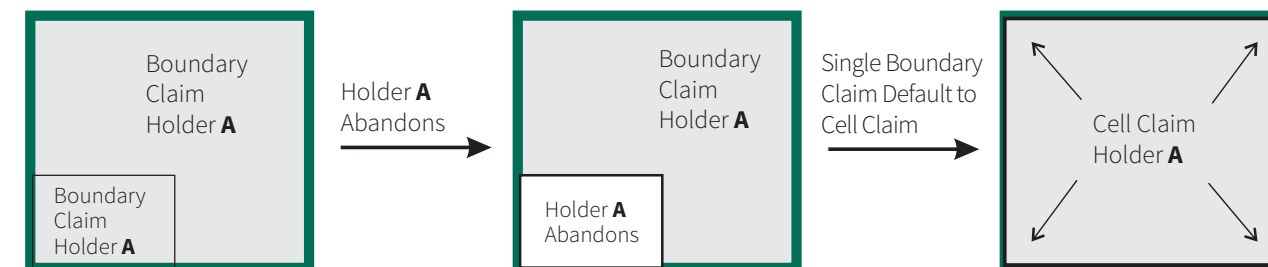 Boundary
Claim
Holder A
Boundary
Claim
Holder A
Holder A
Abandons
Boundary
Claim
Holder A
Holder A
Abandons
Single Boundary
Claim Default to
Cell Claim
Cell Claim
Holder A